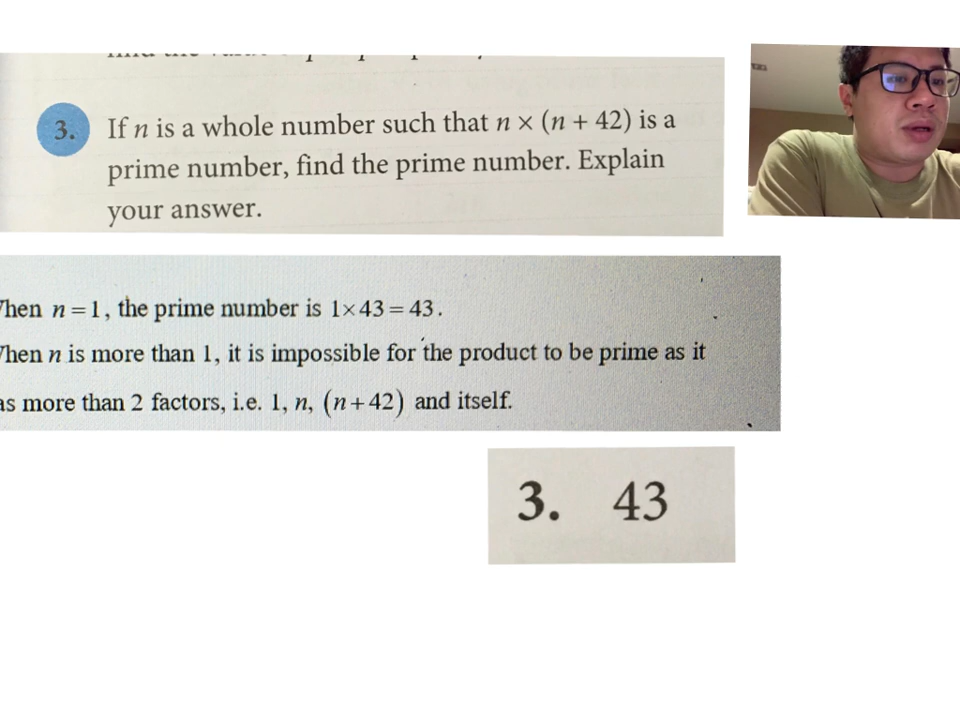 3. If n is a whole number such that n × (n + 42) is a
prime number, find the prime number. Explain
your answer.
hen n = 1, the prime number is 1×43 = 43.
hen n is more than 1, it is impossible for the product to be prime as it
as more than 2 factors, i.e. 1, n, (n+42) and itself.
3. 43